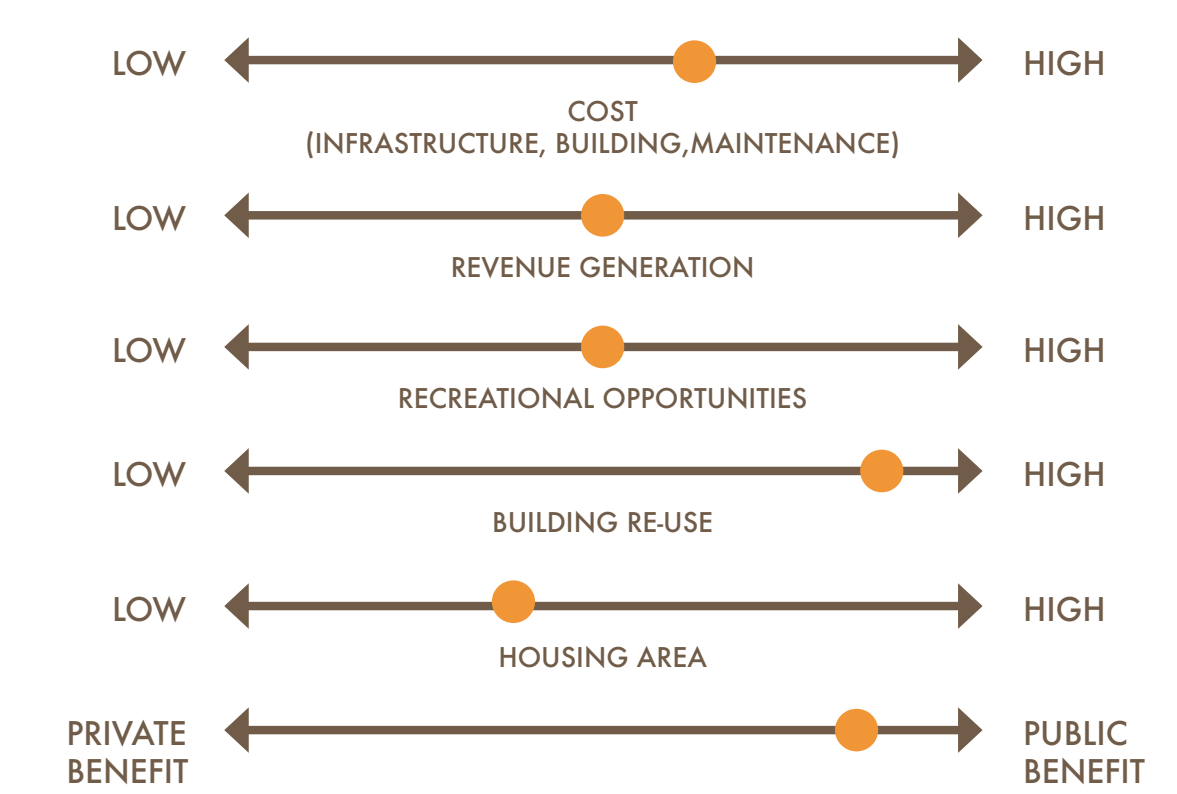 LOW HIGH
COST
(INFRASTRUCTURE, BUILDING,MAINTENANCE)
LOW HIGH
REVENUE GENERATION
LOW HIGH
RECREATIONAL OPPORTUNITIES
LOW HIGH
BUILDING RE-USE
LOW HIGH
HOUSING AREA
PRIVATE PUBLIC
BENEFIT BENEFIT